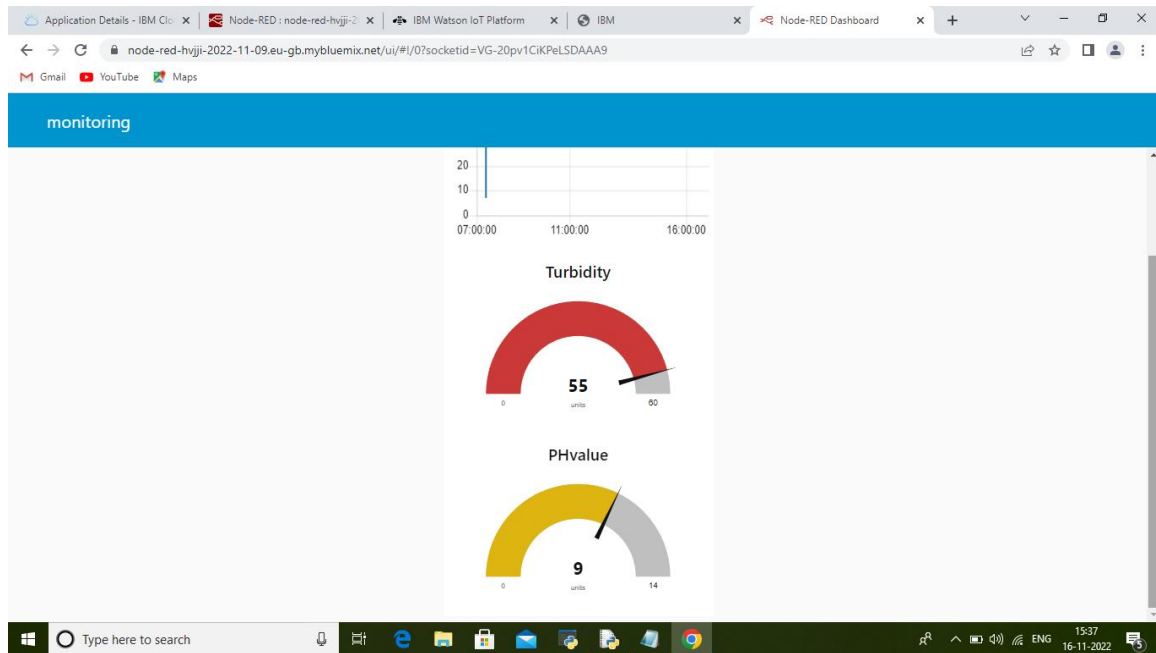 Application Details - IBM Clo
Node-RED : node-red-hvjji-2
IBM Watson IoT Platform
IBM
Node-RED Dashboard
node-red-hvjji-2022-11-09.eu-gb.mybluemix.net/ui/#!/0?socketid=VG-20pv1CiKPeLSDAAA9
Gmail YouTube Maps
monitoring
20
10
0
07:00:00 11:00:00 16:00:00
Turbidity
55
0 units 60
PHvalue
9
0 units 14
Type here to search
ENG
15:37
16-11-2022
5